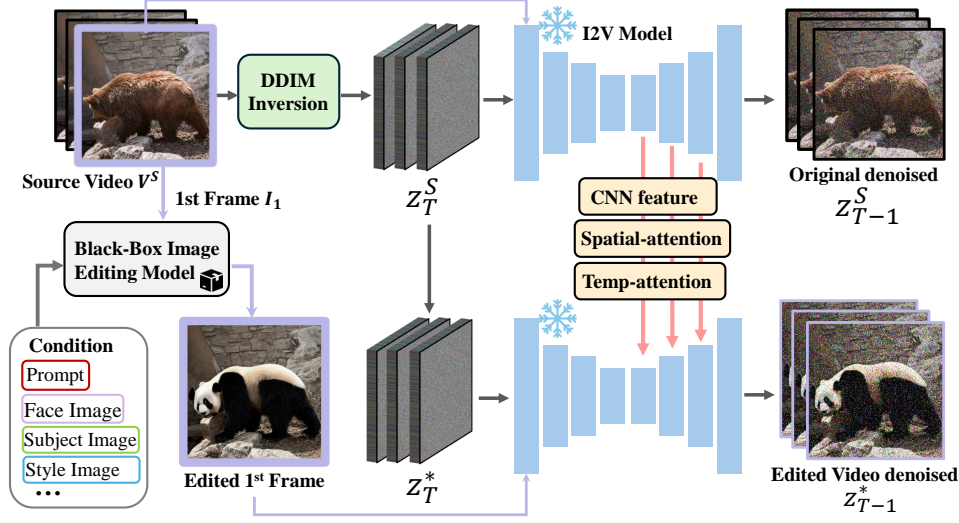 DDIM
Inversion
I2V Model
Source Video V^S
1st Frame I_1
z_T^S
Original denoised
z_{T-1}^S
CNN feature
Spatial-attention
Temp-attention
Black-Box Image
Editing Model
Condition
Prompt
Face Image
Subject Image
Style Image
•••
Edited 1st Frame
z_T^*
Edited Video denoised
z_{T-1}^*